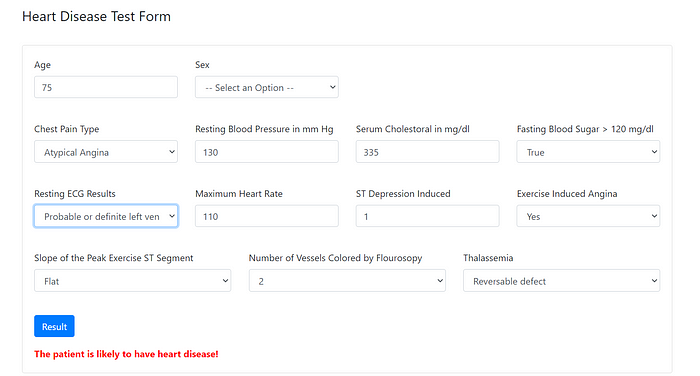 Heart Disease Test Form
Age Sex
75 -- Select an Option --
Chest Pain Type Resting Blood Pressure in mm Hg Serum Cholestoral in mg/dl Fasting Blood Sugar > 120 mg/dl
Atypical Angina 130 335 True
Resting ECG Results Maximum Heart Rate ST Depression Induced Exercise Induced Angina
Probable or definite left ven 110 1 Yes
Slope of the Peak Exercise ST Segment Number of Vessels Colored by Flourosopy Thalassemia
Flat 2 Reversable defect
Result
The patient is likely to have heart disease!